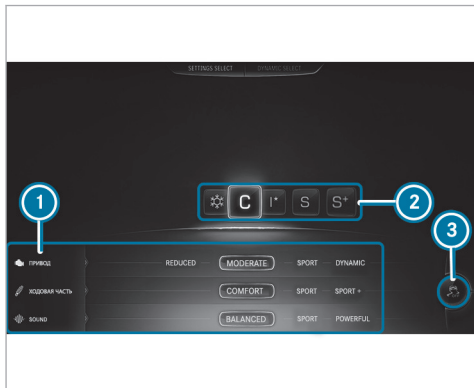 SETTINGS SELECT DYNAMIC SELECT
C I* S S+
1 2 3
ПРИВОД REDUCED MODERATE SPORT DYNAMIC
ХОДОВАЯ ЧАСТЬ COMFORT SPORT SPORT +
SOUND BALANCED SPORT POWERFUL